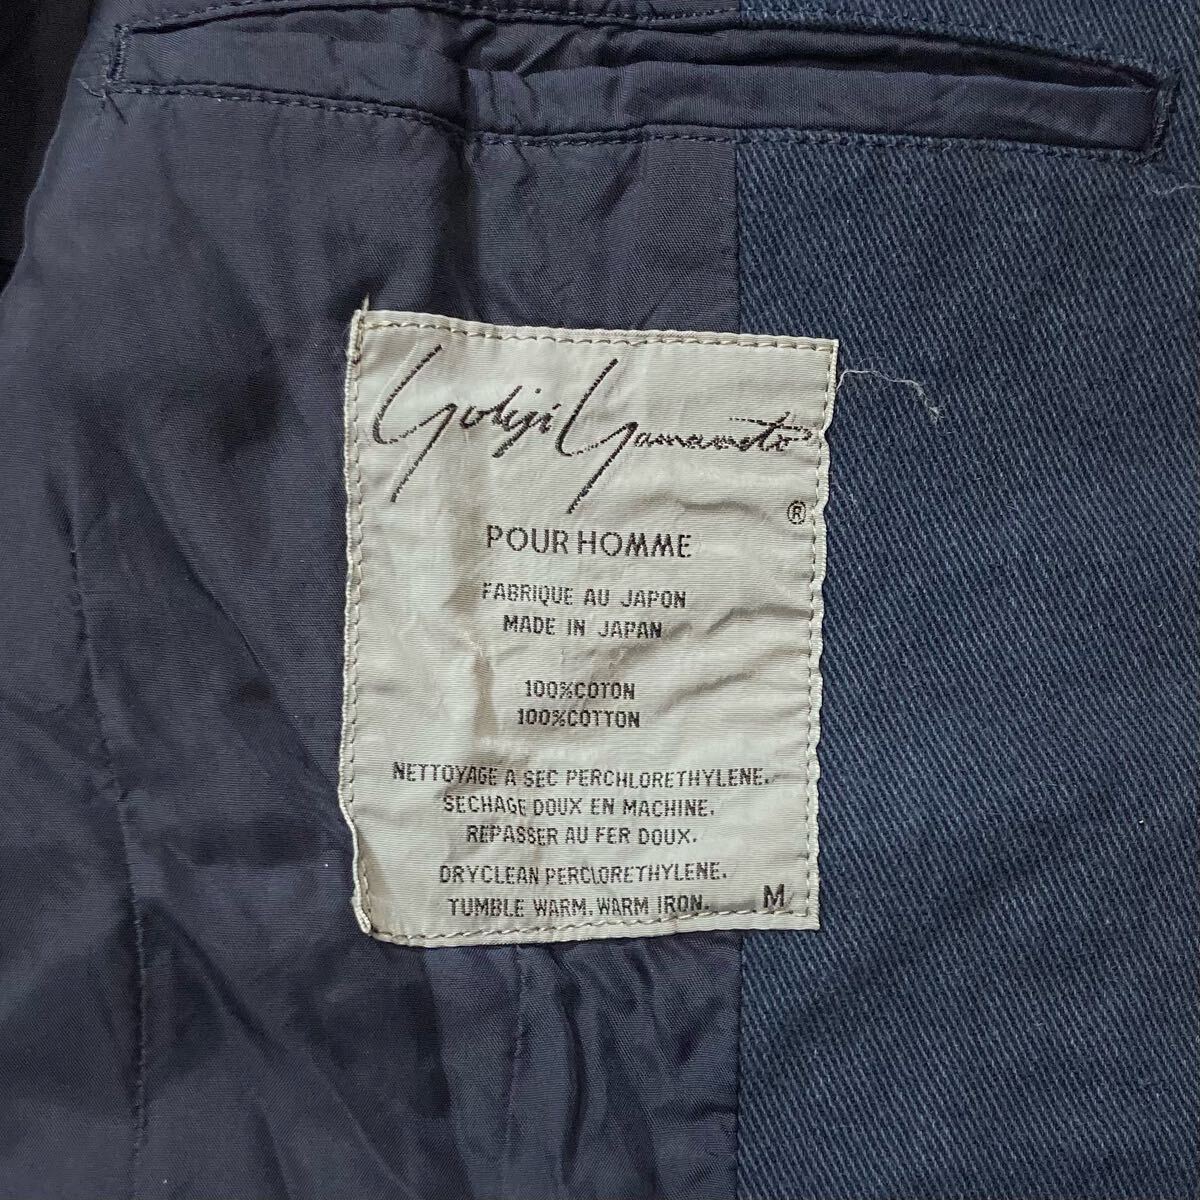 Yohji Yamamoto
®
POUR HOMME
FABRIQUE AU JAPON
MADE IN JAPAN
100%COTON
100%COTTON
NETTOYAGE A SEC PERCHLORETHYLENE.
SECHAGE DOUX EN MACHINE.
REPASSER AU FER DOUX.
DRYCLEAN PERCLORETHYLENE.
TUMBLE WARM. WARM IRON. M